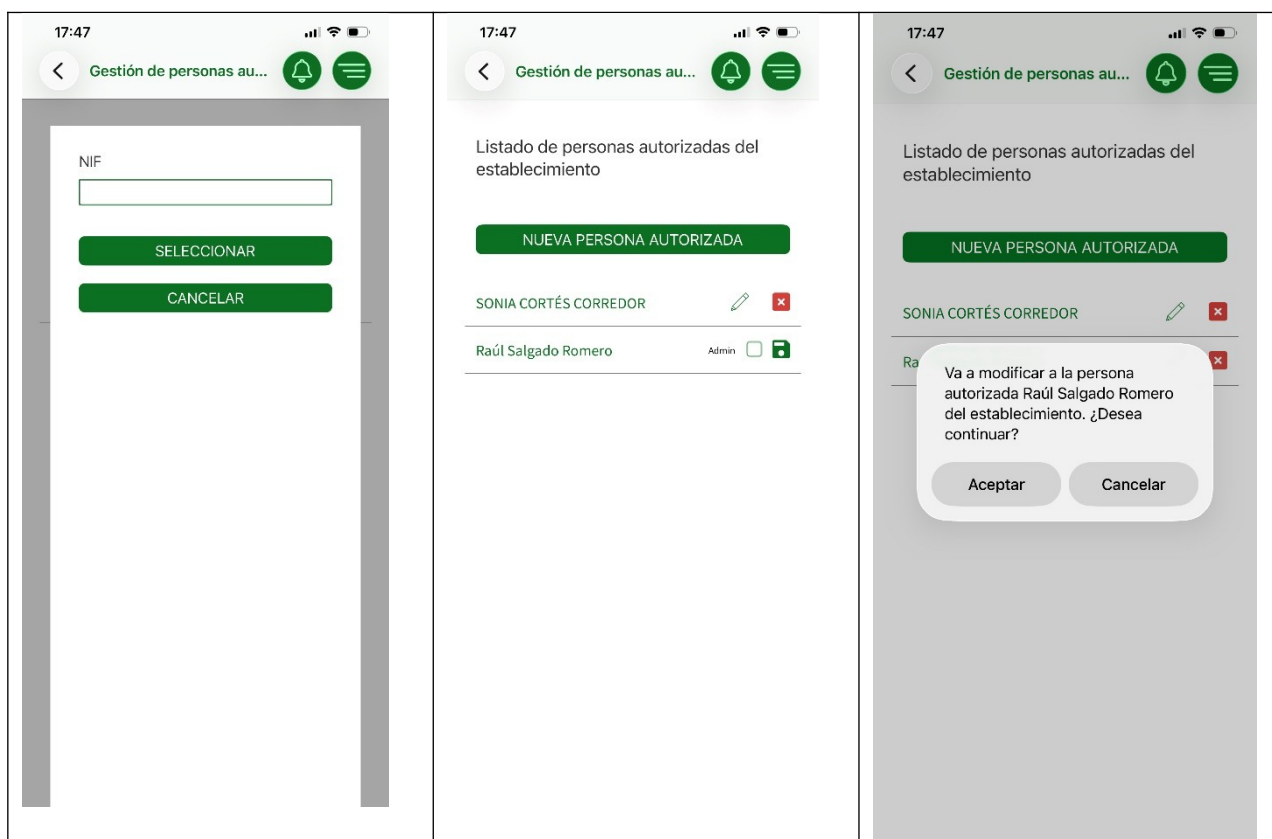 17:47
Gestión de personas au...
NIF
SELECCIONAR
CANCELAR
17:47
Gestión de personas au...
Listado de personas autorizadas del
establecimiento
NUEVA PERSONA AUTORIZADA
SONIA CORTÉS CORREDOR
Raúl Salgado Romero Admin
17:47
Gestión de personas au...
Listado de personas autorizadas del
establecimiento
NUEVA PERSONA AUTORIZADA
SONIA CORTÉS CORREDOR
Ra
Va a modificar a la persona
autorizada Raúl Salgado Romero
del establecimiento. ¿Desea
continuar?
Aceptar Cancelar